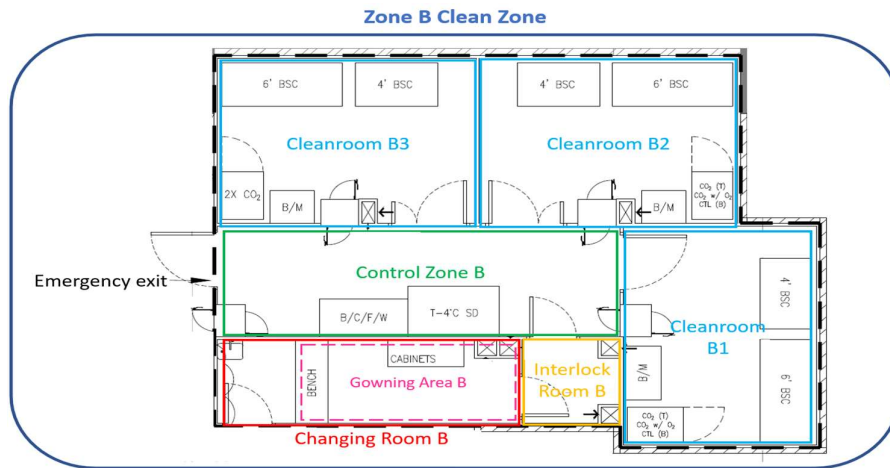 Zone B Clean Zone
6' BSC
4' BSC
4' BSC
6' BSC
Cleanroom B3
Cleanroom B2
2X CO₂
B/M
B/M
CO₂ (T)
CO₂ w/ O₂
CTL (B)
Emergency exit
Control Zone B
B/C/F/W
T-4°C SD
4' BSC
Cleanroom
B1
CABINETS
BENCH
Gowning Area B
Interlock
Room B
B/M
6' BSC
CO₂ (T)
CO₂ w/ O₂
CTL (B)
Changing Room B